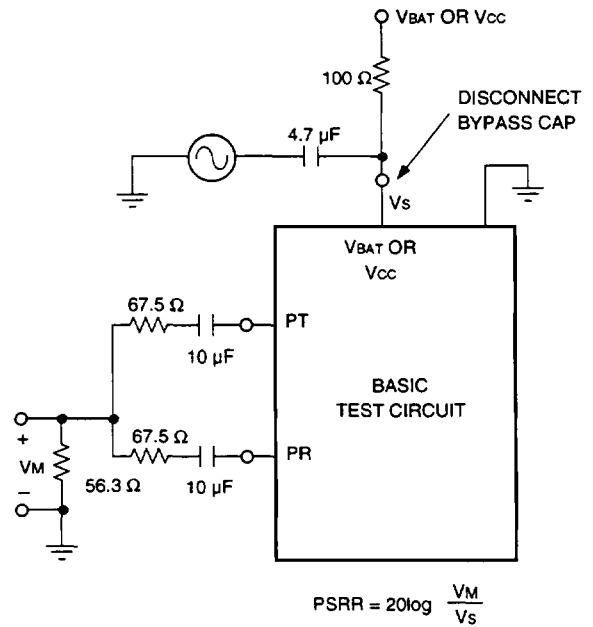 VBAT OR VCC
100 Ω
DISCONNECT
BYPASS CAP
4.7 µF
VS
VBAT OR
VCC
67.5 Ω
PT
10 µF
BASIC
TEST CIRCUIT
67.5 Ω
PR
+
VM
56.3 Ω
10 µF
−
PSRR = 20log VM
VS